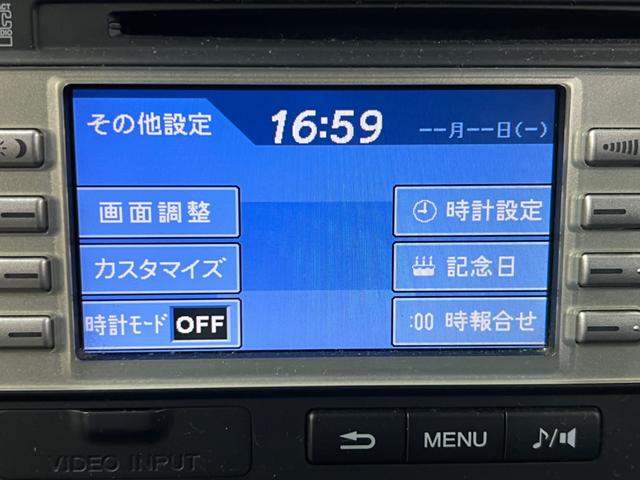 その他設定 16:59 --月--日(-)
画面調整 時計設定
カスタマイズ 記念日
時計モード OFF :00 時報合せ
MENU
VIDEO INPUT